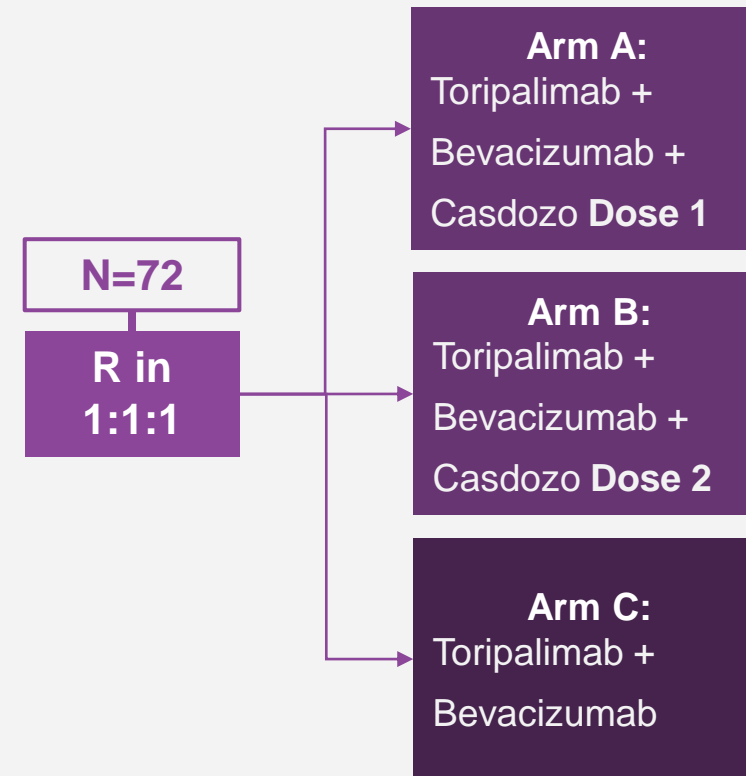 N=72
R in
1:1:1
Arm A:
Toripalimab +
Bevacizumab +
Casdozo Dose 1
Arm B:
Toripalimab +
Bevacizumab +
Casdozo Dose 2
Arm C:
Toripalimab +
Bevacizumab